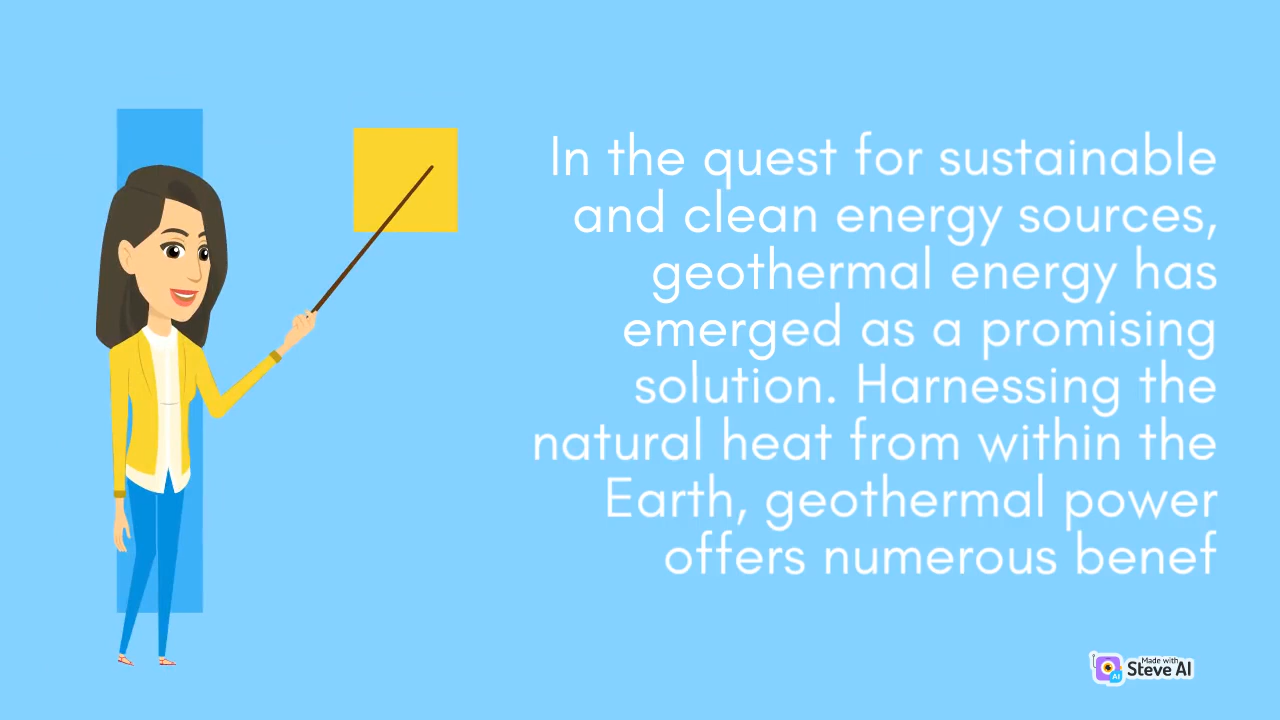 In the quest for sustainable
and clean energy sources,
geothermal energy has
emerged as a promising
solution. Harnessing the
natural heat from within the
Earth, geothermal power
offers numerous benef
Made with
Steve AI
AI